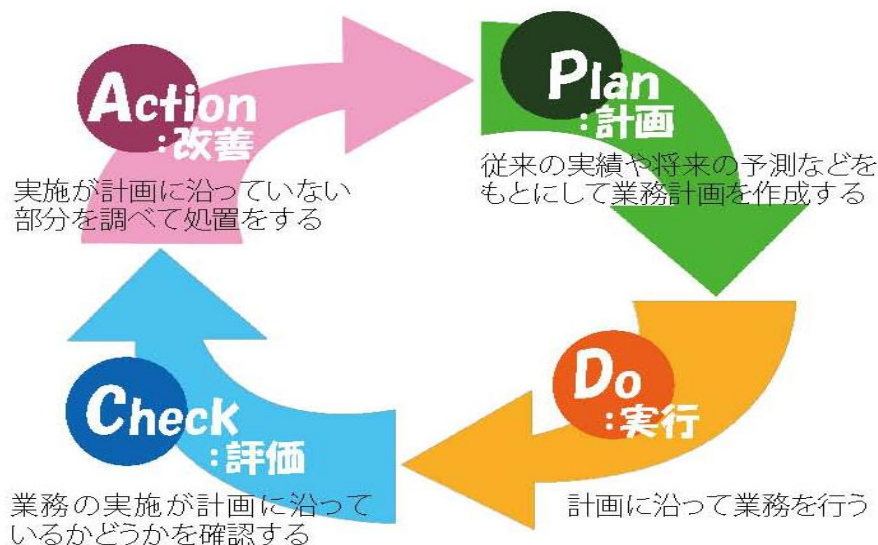 Plan
:計画
従来の実績や将来の予測などを
もとにして業務計画を作成する
Do
:実行
計画に沿って業務を行う
Check
:評価
業務の実施が計画に沿って
いるかどうかを確認する
Action
:改善
実施が計画に沿っていない
部分を調べて処置をする